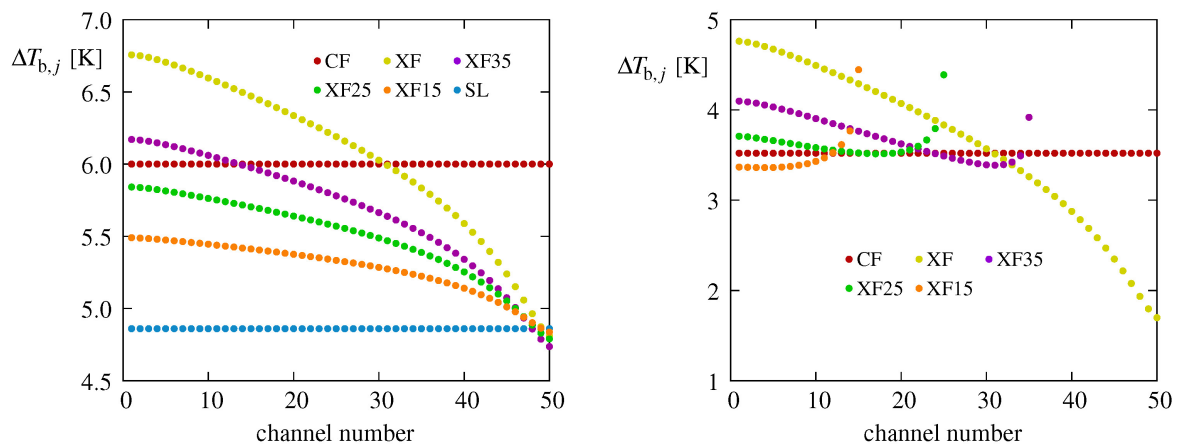 7.0
6.5
6.0
5.5
5.0
4.5
ΔT_b,j [K]
CF XF XF35
XF25 XF15 SL
0 10 20 30 40 50
channel number
5
4
3
2
1
ΔT_b,j [K]
CF XF XF35
XF25 XF15
0 10 20 30 40 50
channel number